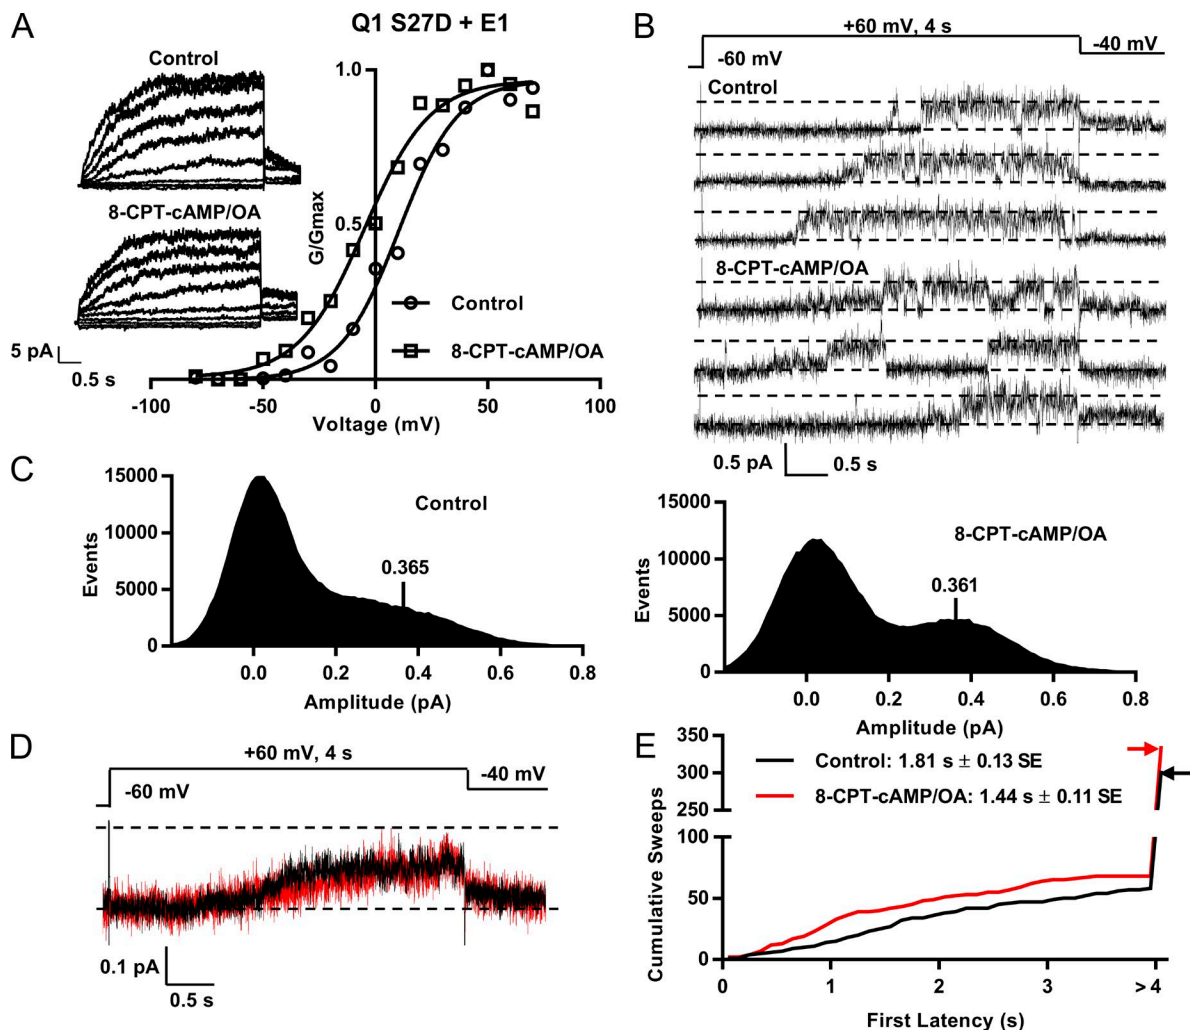 A
Q1 S27D + E1
Control
8-CPT-cAMP/OA
5 pA
0.5 s
1.0
0.5
G/Gmax
Control
8-CPT-cAMP/OA
-100
-50
0
50
100
Voltage (mV)
B
+60 mV, 4 s
-60 mV
-40 mV
Control
8-CPT-cAMP/OA
0.5 pA
0.5 s
C
15000
10000
5000
0
Events
Control
0.365
0.0
0.2
0.4
0.6
0.8
Amplitude (pA)
15000
10000
5000
0
Events
8-CPT-cAMP/OA
0.361
0.0
0.2
0.4
0.6
0.8
Amplitude (pA)
D
+60 mV, 4 s
-60 mV
-40 mV
0.1 pA
0.5 s
E
350
300
250
100
50
0
Cumulative Sweeps
Control: 1.81 s ± 0.13 SE
8-CPT-cAMP/OA: 1.44 s ± 0.11 SE
0
1
2
3
> 4
First Latency (s)